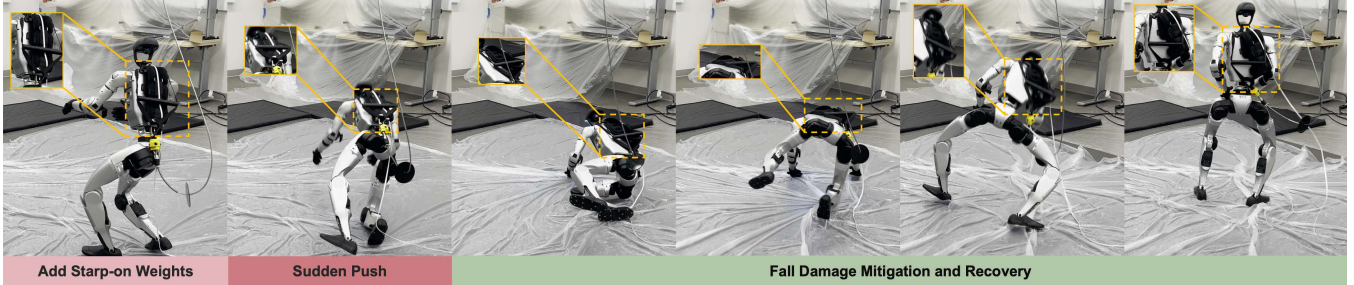 Add Starp-on Weights
Sudden Push
Fall Damage Mitigation and Recovery